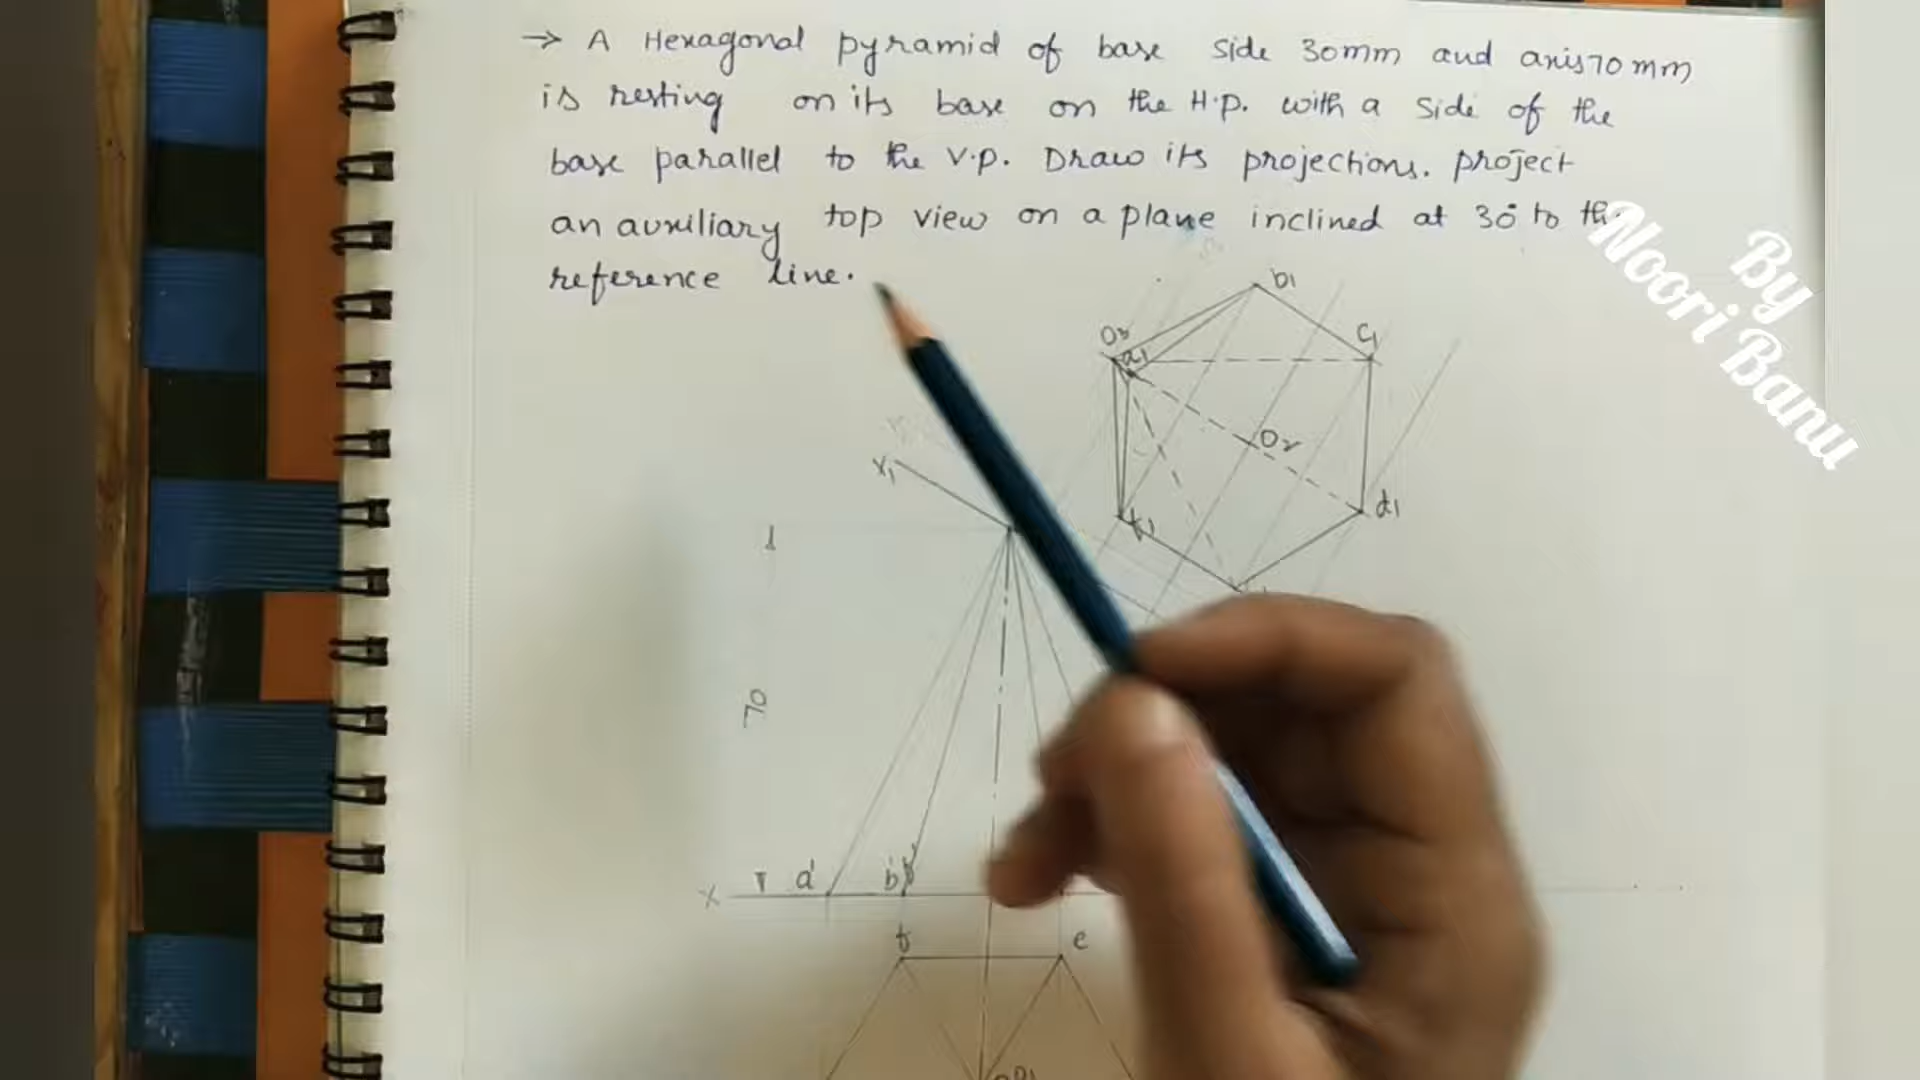 → A Hexagonal pyramid of base side 30mm and axis 70 mm
is resting on its base on the H.p. with a side of the
base parallel to the V.p. Draw its projections. project
an auxiliary top view on a plane inclined at 30° to the
reference line.
By
Noori Banu
b1
O3
a1
c1
O2
X1
f1
d1
70
X
a'
b'
f
e
O1